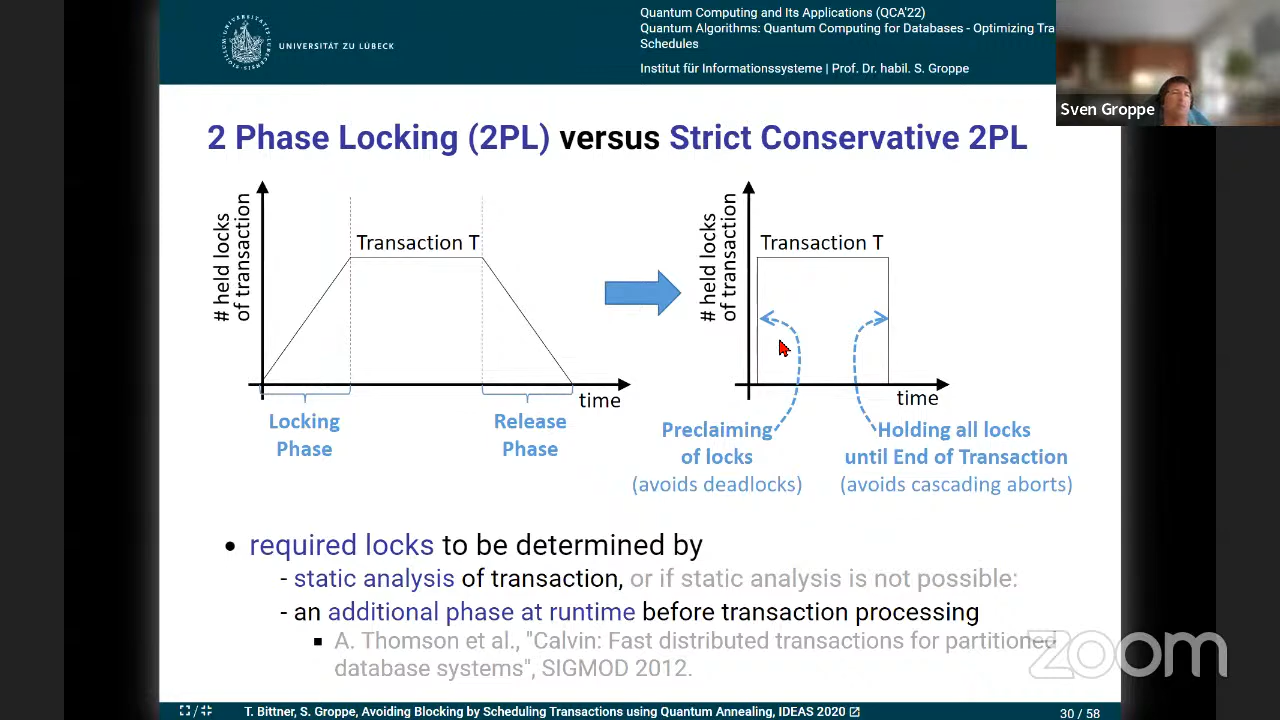 UNIVERSITÄT ZU LÜBECK
Quantum Computing and Its Applications (QCA'22)
Quantum Algorithms: Quantum Computing for Databases - Optimizing Tra
Schedules
Institut für Informationssysteme | Prof. Dr. habil. S. Groppe
Sven Groppe
2 Phase Locking (2PL) versus Strict Conservative 2PL
# held locks
of transaction
Transaction T
time
Locking
Phase
Release
Phase
# held locks
of transaction
Transaction T
time
Preclaiming
of locks
(avoids deadlocks)
Holding all locks
until End of Transaction
(avoids cascading aborts)
• required locks to be determined by
- static analysis of transaction, or if static analysis is not possible:
- an additional phase at runtime before transaction processing
▪ A. Thomson et al., "Calvin: Fast distributed transactions for partitioned
database systems", SIGMOD 2012.
zoom
T. Bittner, S. Groppe, Avoiding Blocking by Scheduling Transactions using Quantum Annealing, IDEAS 2020
30 / 58